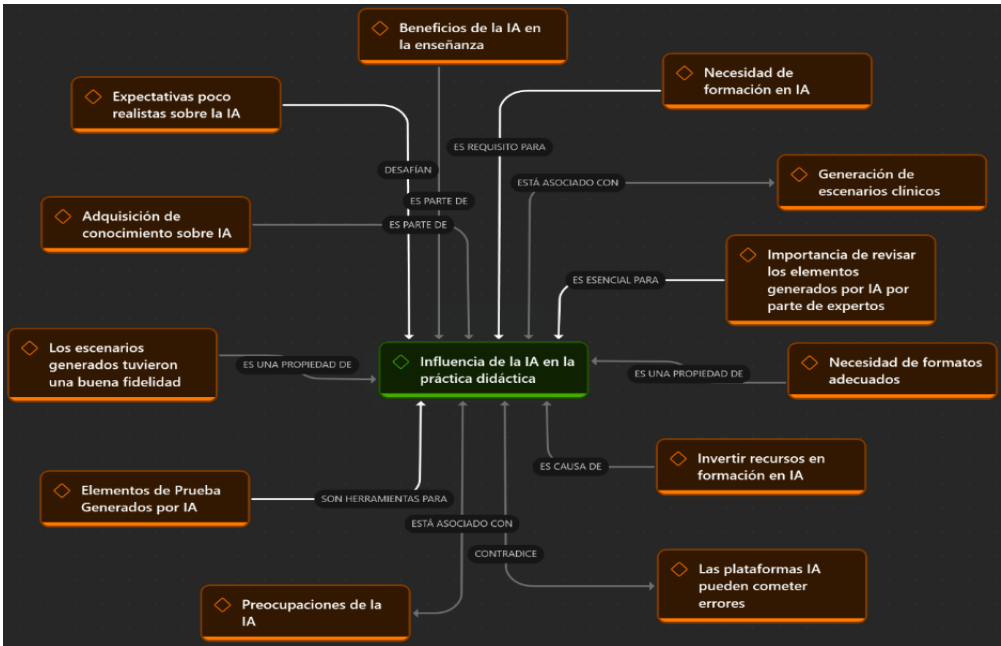 Beneficios de la IA en
la enseñanza
Necesidad de
formación en IA
Expectativas poco
realistas sobre la IA
ES REQUISITO PARA
DESAFÍAN
ESTÁ ASOCIADO CON
Generación de
escenarios clínicos
ES PARTE DE
Adquisición de
conocimiento sobre IA
ES PARTE DE
Importancia de revisar
los elementos
generados por IA por
parte de expertos
ES ESENCIAL PARA
Los escenarios
generados tuvieron
una buena fidelidad
ES UNA PROPIEDAD DE
Influencia de la IA en la
práctica didáctica
ES UNA PROPIEDAD DE
Necesidad de formatos
adecuados
ES CAUSA DE
Invertir recursos en
formación en IA
Elementos de Prueba
Generados por IA
SON HERRAMIENTAS PARA
ESTÁ ASOCIADO CON
CONTRADICE
Las plataformas IA
pueden cometer
errores
Preocupaciones de la
IA